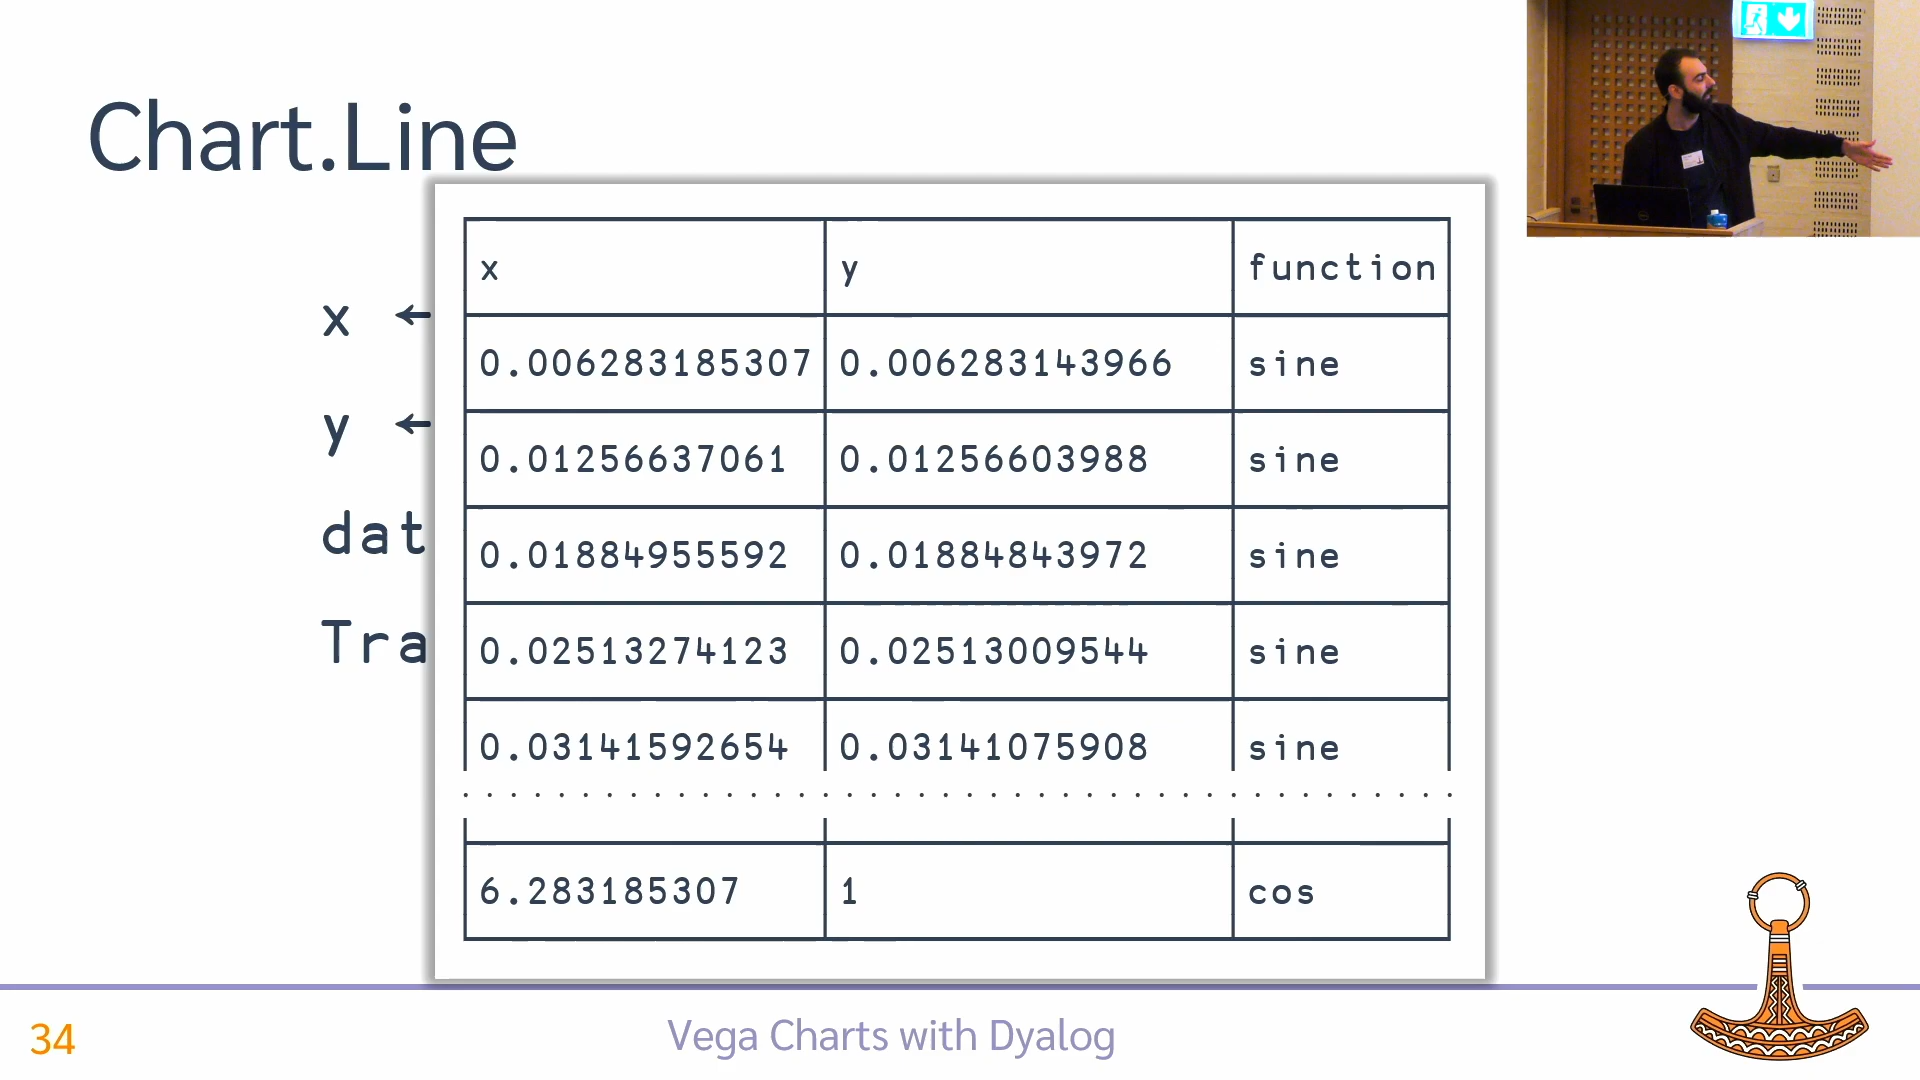 Chart.Line
x ←
y ←
dat
Tra
x y function
0.006283185307 0.006283143966 sine
0.01256637061 0.01256603988 sine
0.01884955592 0.01884843972 sine
0.02513274123 0.02513009544 sine
0.03141592654 0.03141075908 sine
6.283185307 1 cos
34
Vega Charts with Dyalog